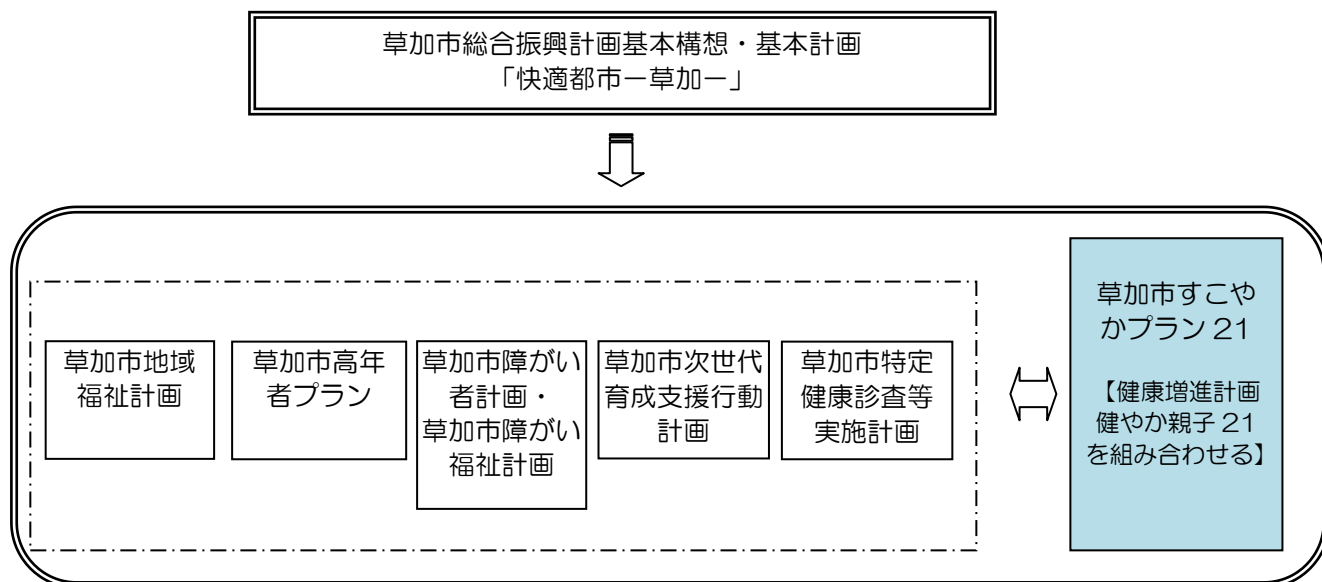 草加市総合振興計画基本構想・基本計画
「快適都市―草加―」
草加市地域
福祉計画
草加市高年
者プラン
草加市障がい
者計画・
草加市障がい
福祉計画
草加市次世代
育成支援行動
計画
草加市特定
健康診査等
実施計画
草加市すこや
かプラン 21
【健康増進計画
健やか親子 21
を組み合わせる】